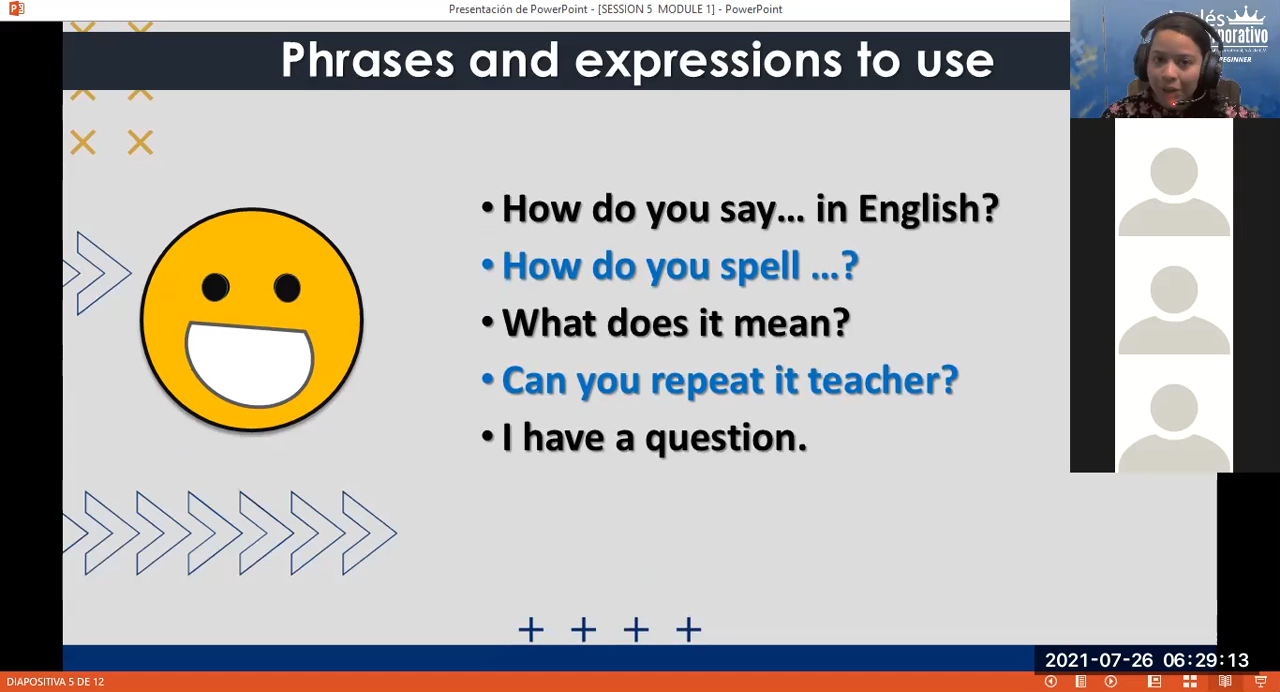 Presentación de PowerPoint - [SESSION 5 MODULE 1] - PowerPoint
Phrases and expressions to use
• How do you say... in English?
• How do you spell ...?
• What does it mean?
• Can you repeat it teacher?
• I have a question.
2021-07-26 06:29:13
DIAPOSITIVA 5 DE 12